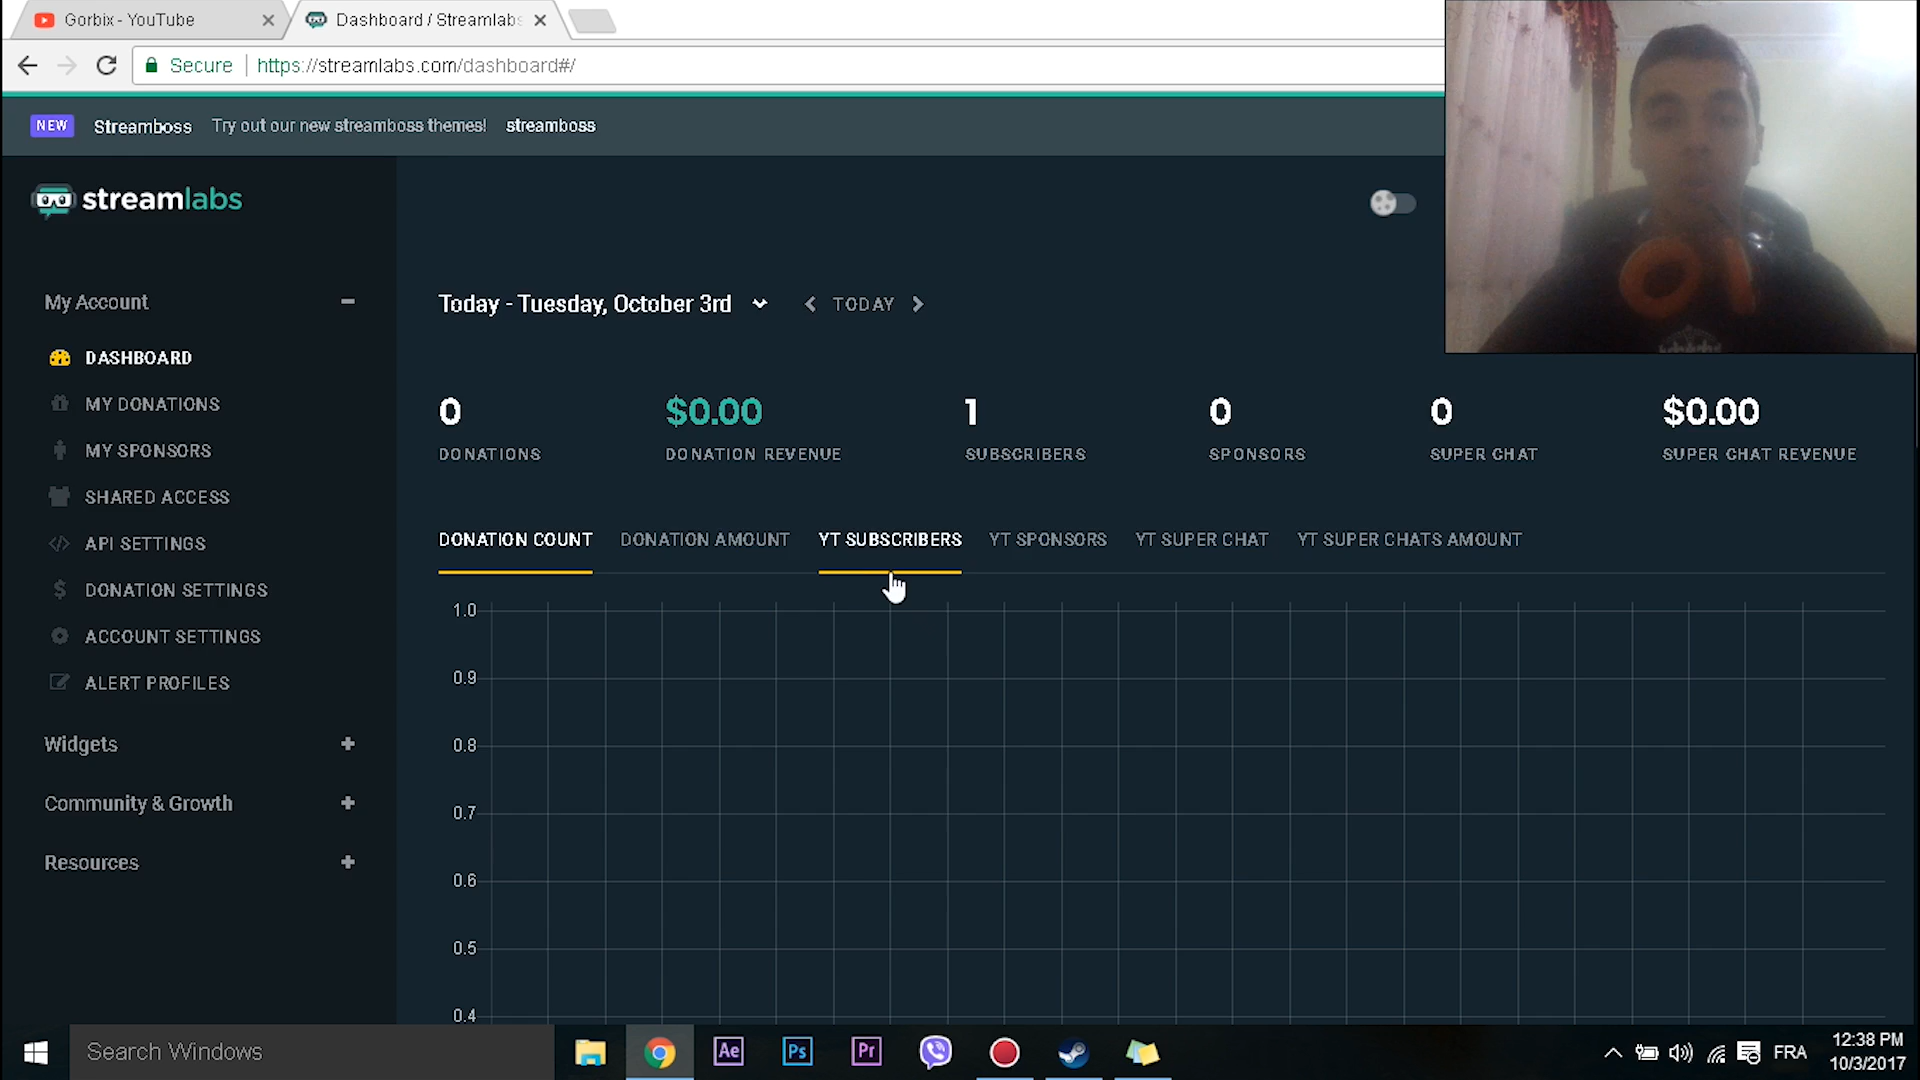 Gorbix - YouTube
Dashboard / Streamlabs
Secure
https://streamlabs.com/dashboard#/
NEW Streamboss Try out our new streamboss themes! streamboss
streamlabs
My Account
DASHBOARD
MY DONATIONS
MY SPONSORS
SHARED ACCESS
API SETTINGS
DONATION SETTINGS
ACCOUNT SETTINGS
ALERT PROFILES
Widgets
Community & Growth
Resources
Today - Tuesday, October 3rd
TODAY
0 $0.00 1 0 0 $0.00
DONATIONS DONATION REVENUE SUBSCRIBERS SPONSORS SUPER CHAT SUPER CHAT REVENUE
DONATION COUNT DONATION AMOUNT YT SUBSCRIBERS YT SPONSORS YT SUPER CHAT YT SUPER CHATS AMOUNT
1.0
0.9
0.8
0.7
0.6
0.5
0.4
Search Windows
Ae Ps Pr
FRA
12:38 PM
10/3/2017